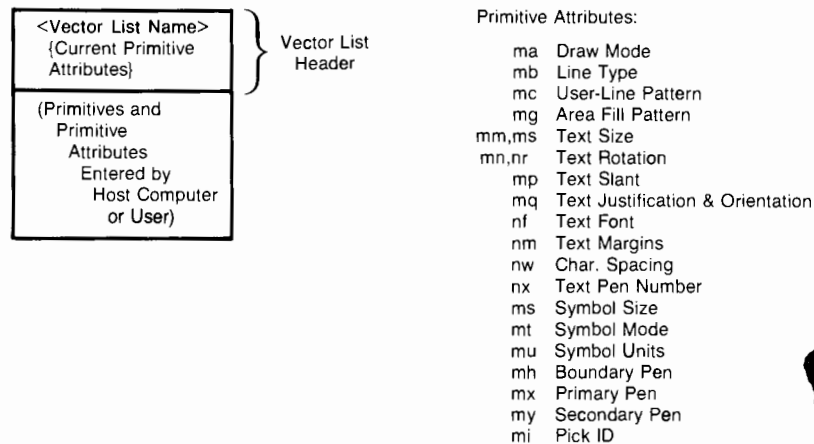 <Vector List Name>
{Current Primitive
Attributes}
Vector List
Header
(Primitives and
Primitive
Attributes
Entered by
Host Computer
or User)
Primitive Attributes:
ma Draw Mode
mb Line Type
mc User-Line Pattern
mg Area Fill Pattern
mm,ms Text Size
mn,nr Text Rotation
mp Text Slant
mq Text Justification & Orientation
nf Text Font
nm Text Margins
nw Char. Spacing
nx Text Pen Number
ms Symbol Size
mt Symbol Mode
mu Symbol Units
mh Boundary Pen
mx Primary Pen
my Secondary Pen
mi Pick ID